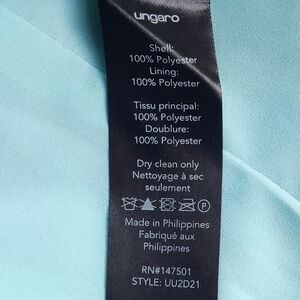 ungaro
Shell:
100% Polyester
Lining:
100% Polyester
Tissu principal:
100% Polyester
Doublure:
100% Polyester
Dry clean only
Nettoyage à sec
seulement
P
Made in Philippines
Fabriqué aux
Philippines
RN#147501
STYLE: UU2D21